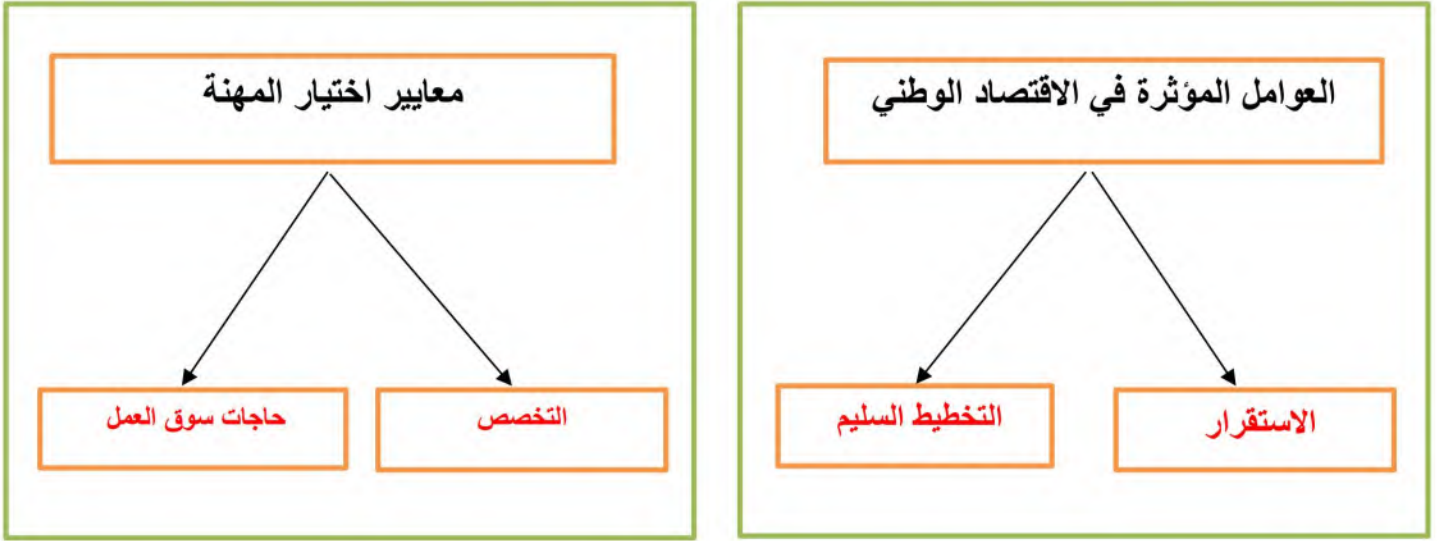 العوامل المؤثرة في الاقتصاد الوطني
الاستقرار
التخطيط السليم
معايير اختيار المهنة
التخصص
حاجات سوق العمل